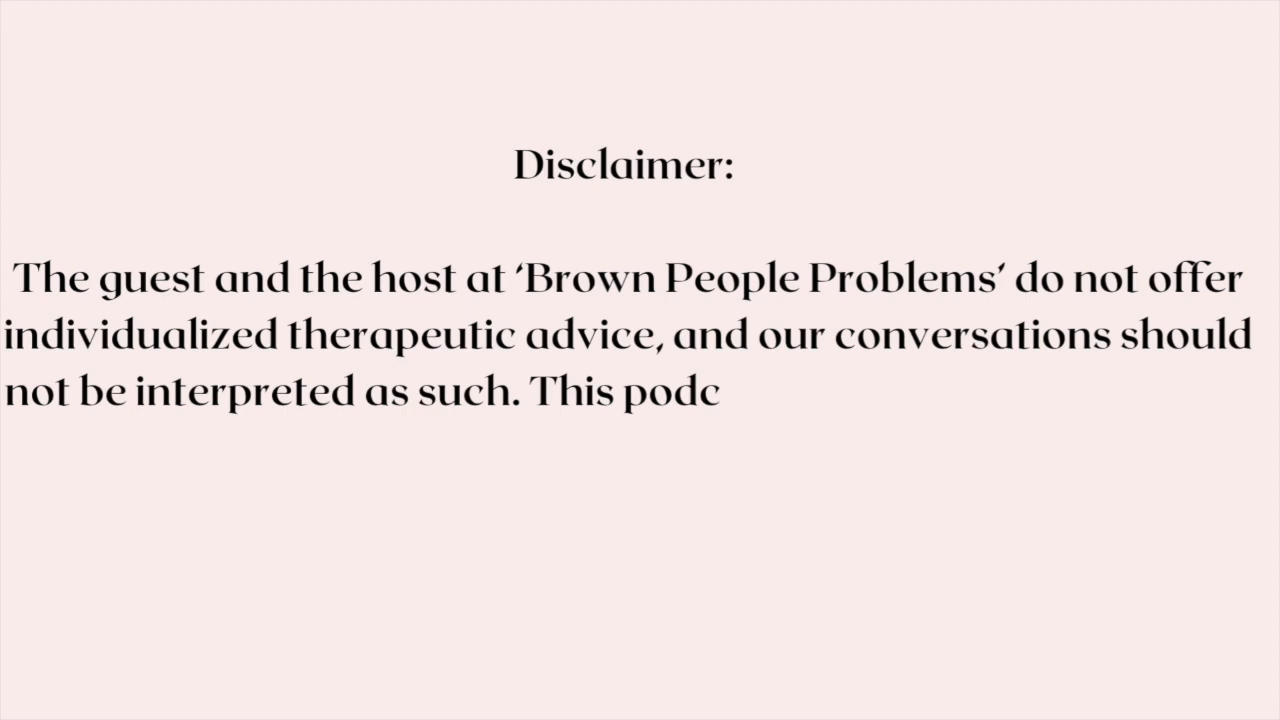 Disclaimer:
The guest and the host at ‘Brown People Problems’ do not offer
individualized therapeutic advice, and our conversations should
not be interpreted as such. This podc